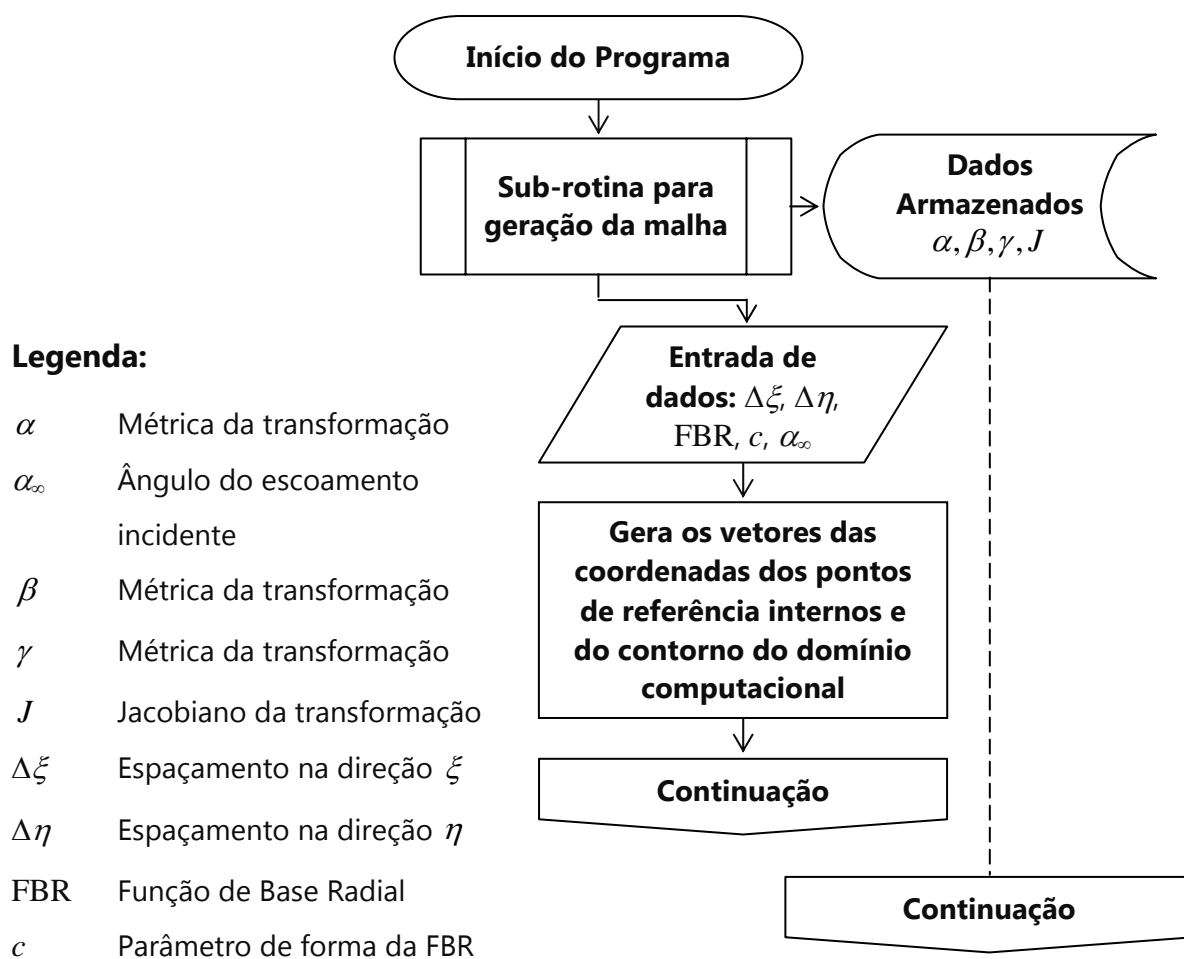 Início do Programa
Sub-rotina para
geração da malha
Dados
Armazenados
α, β, γ, J
Entrada de
dados: Δξ, Δη,
FBR, c, α∞
Gera os vetores das
coordenadas dos pontos
de referência internos e
do contorno do domínio
computacional
Continuação
Continuação
Legenda:
α Métrica da transformação
α∞ Ângulo do escoamento
incidente
β Métrica da transformação
γ Métrica da transformação
J Jacobiano da transformação
Δξ Espaçamento na direção ξ
Δη Espaçamento na direção η
FBR Função de Base Radial
c Parâmetro de forma da FBR